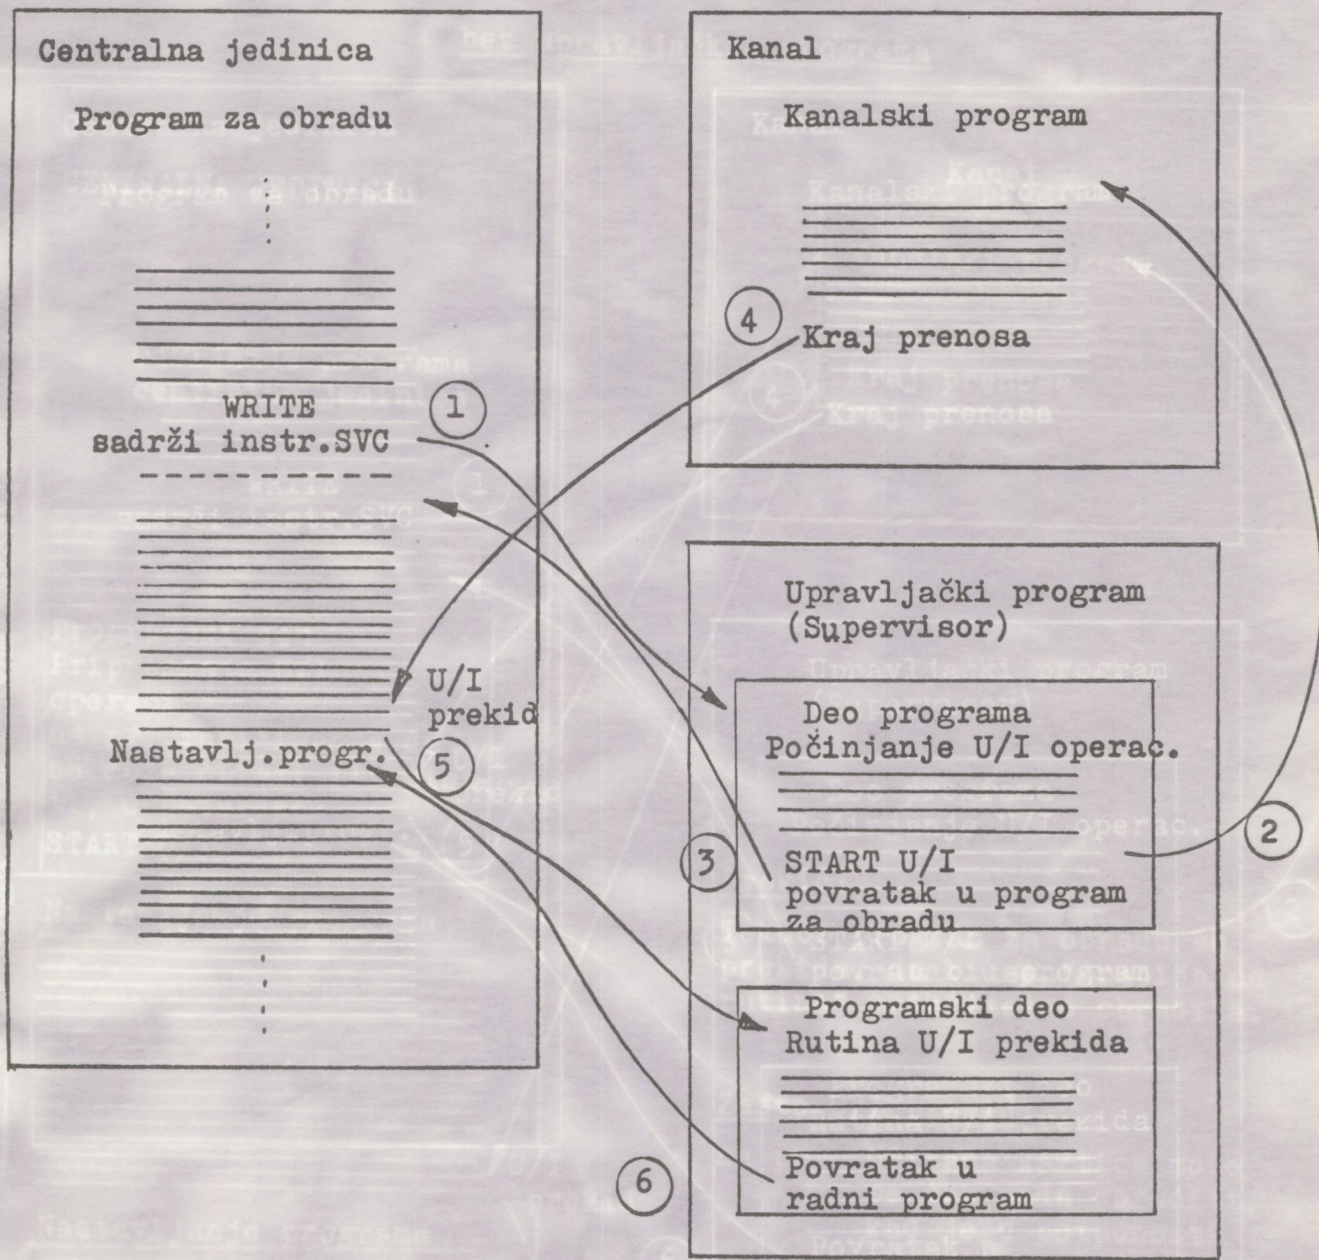 Centralna jedinica
Program za obradu
WRITE
sadrži instr.SVC
1
U/I
prekid
Nastavlj.progr.
5
Kanal
Kanalski program
4
Kraj prenosa
Upravljački program
(Supervisor)
Deo programa
Počinjanje U/I operac.
2
3
START U/I
povratak u program
za obradu
Programski deo
Rutina U/I prekida
6
Povratak u
radni program